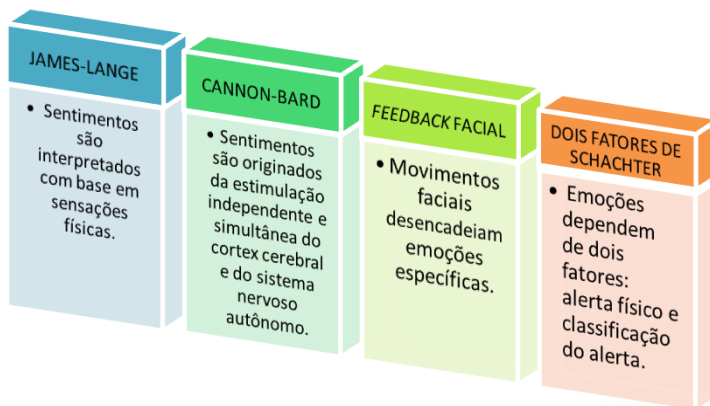 JAMES-LANGE
• Sentimentos
são
interpretados
com base em
sensações
físicas.
CANNON-BARD
• Sentimentos
são originados
da estimulação
independente e
simultânea do
cortex cerebral
e do sistema
nervoso
autônomo.
FEEDBACK FACIAL
• Movimentos
faciais
desencadeiam
emoções
específicas.
DOIS FATORES DE
SCHACHTER
• Emoções
dependem
de dois
fatores:
alerta físico e
classificação
do alerta.